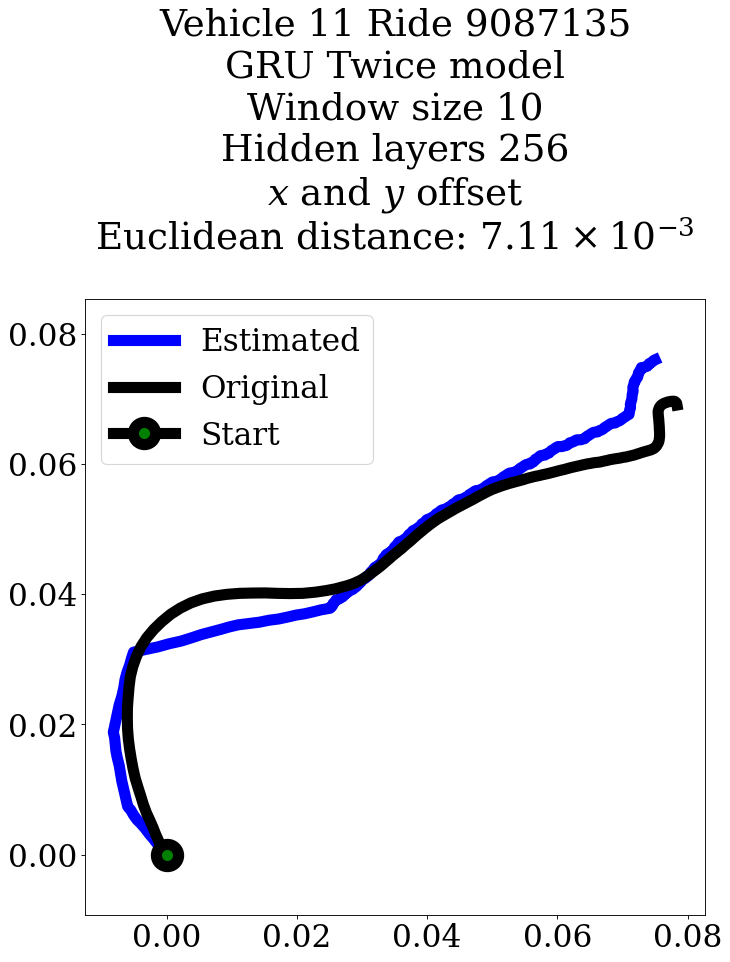 Vehicle 11 Ride 9087135
GRU Twice model
Window size 10
Hidden layers 256
x and y offset
Euclidean distance: 7.11 × 10⁻³
Estimated
Original
Start
0.08
0.06
0.04
0.02
0.00
0.00 0.02 0.04 0.06 0.08